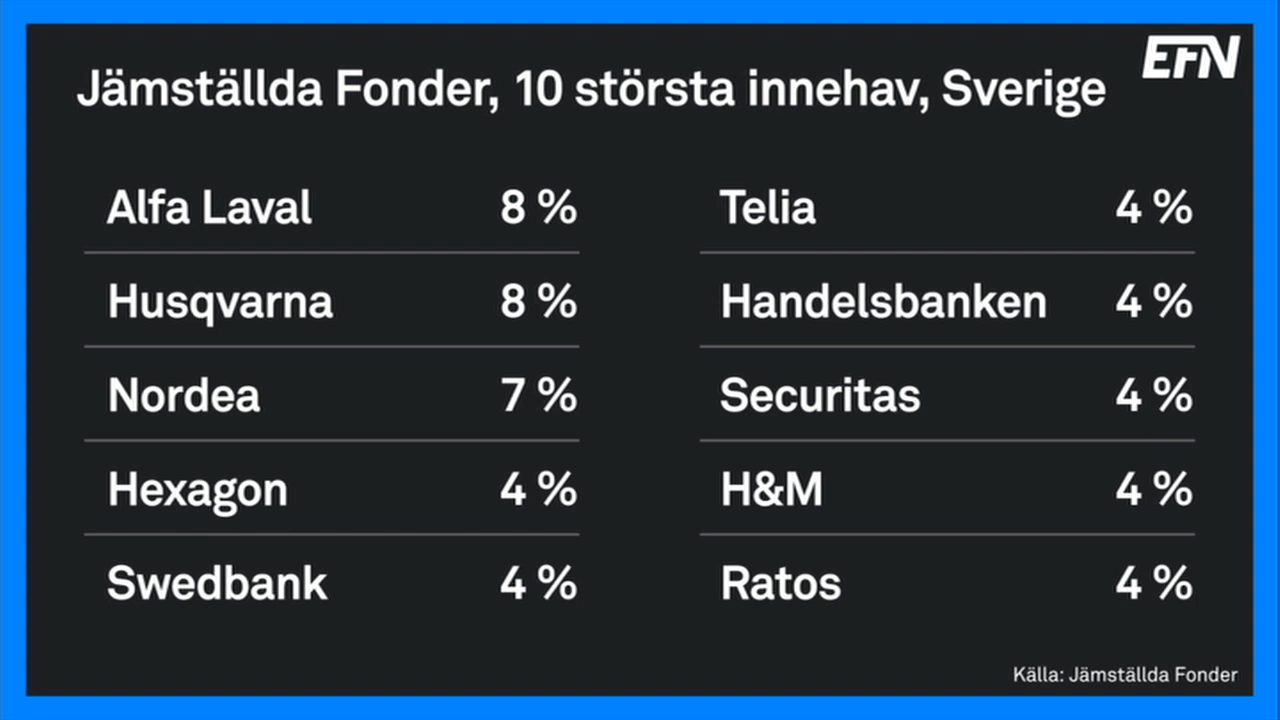 EFN
Jämställda Fonder, 10 största innehav, Sverige
Alfa Laval 8 %
Husqvarna 8 %
Nordea 7 %
Hexagon 4 %
Swedbank 4 %
Telia 4 %
Handelsbanken 4 %
Securitas 4 %
H&M 4 %
Ratos 4 %
Källa: Jämställda Fonder